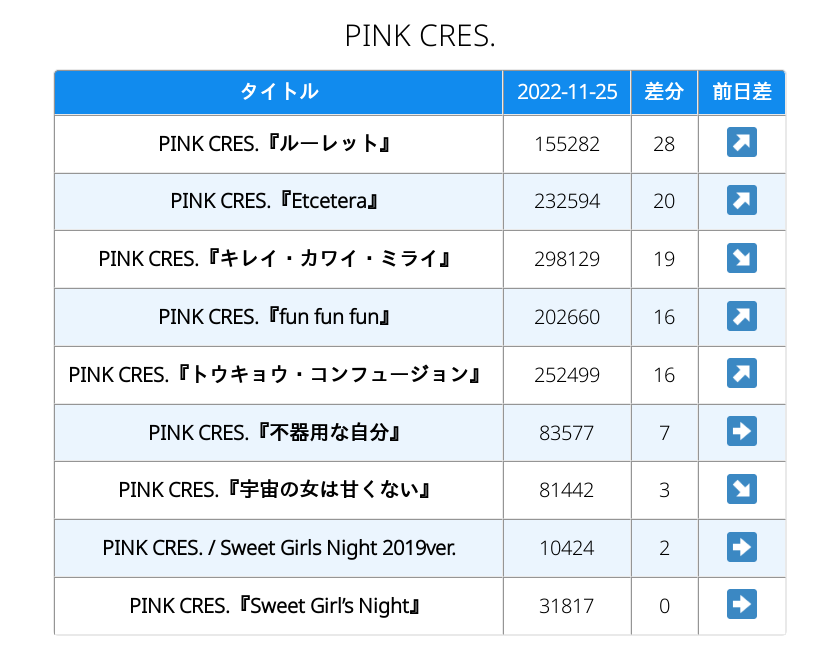 PINK CRES.
タイトル 2022-11-25 差分 前日差
PINK CRES.『ルーレット』 155282 28 ↗
PINK CRES.『Etcetera』 232594 20 ↗
PINK CRES.『キレイ・カワイ・ミライ』 298129 19 ↘
PINK CRES.『fun fun fun』 202660 16 ↗
PINK CRES.『トウキョウ・コンフュージョン』 252499 16 ↗
PINK CRES.『不器用な自分』 83577 7 →
PINK CRES.『宇宙の女は甘くない』 81442 3 ↘
PINK CRES. / Sweet Girls Night 2019ver. 10424 2 →
PINK CRES.『Sweet Girl’s Night』 31817 0 →